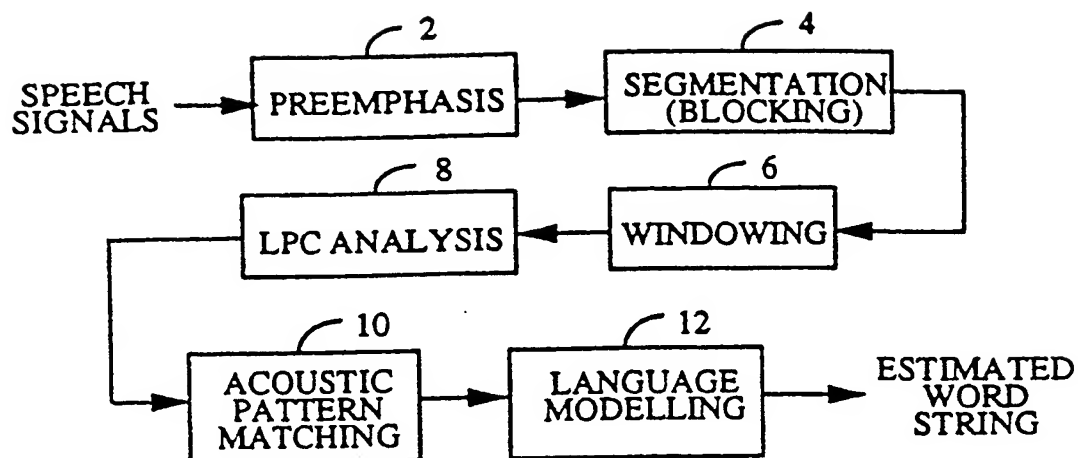 2
4
SPEECH
SIGNALS
PREEMPHASIS
SEGMENTATION
(BLOCKING)
8
6
LPC ANALYSIS
WINDOWING
10
12
ACOUSTIC
PATTERN
MATCHING
LANGUAGE
MODELLING
ESTIMATED
WORD
STRING